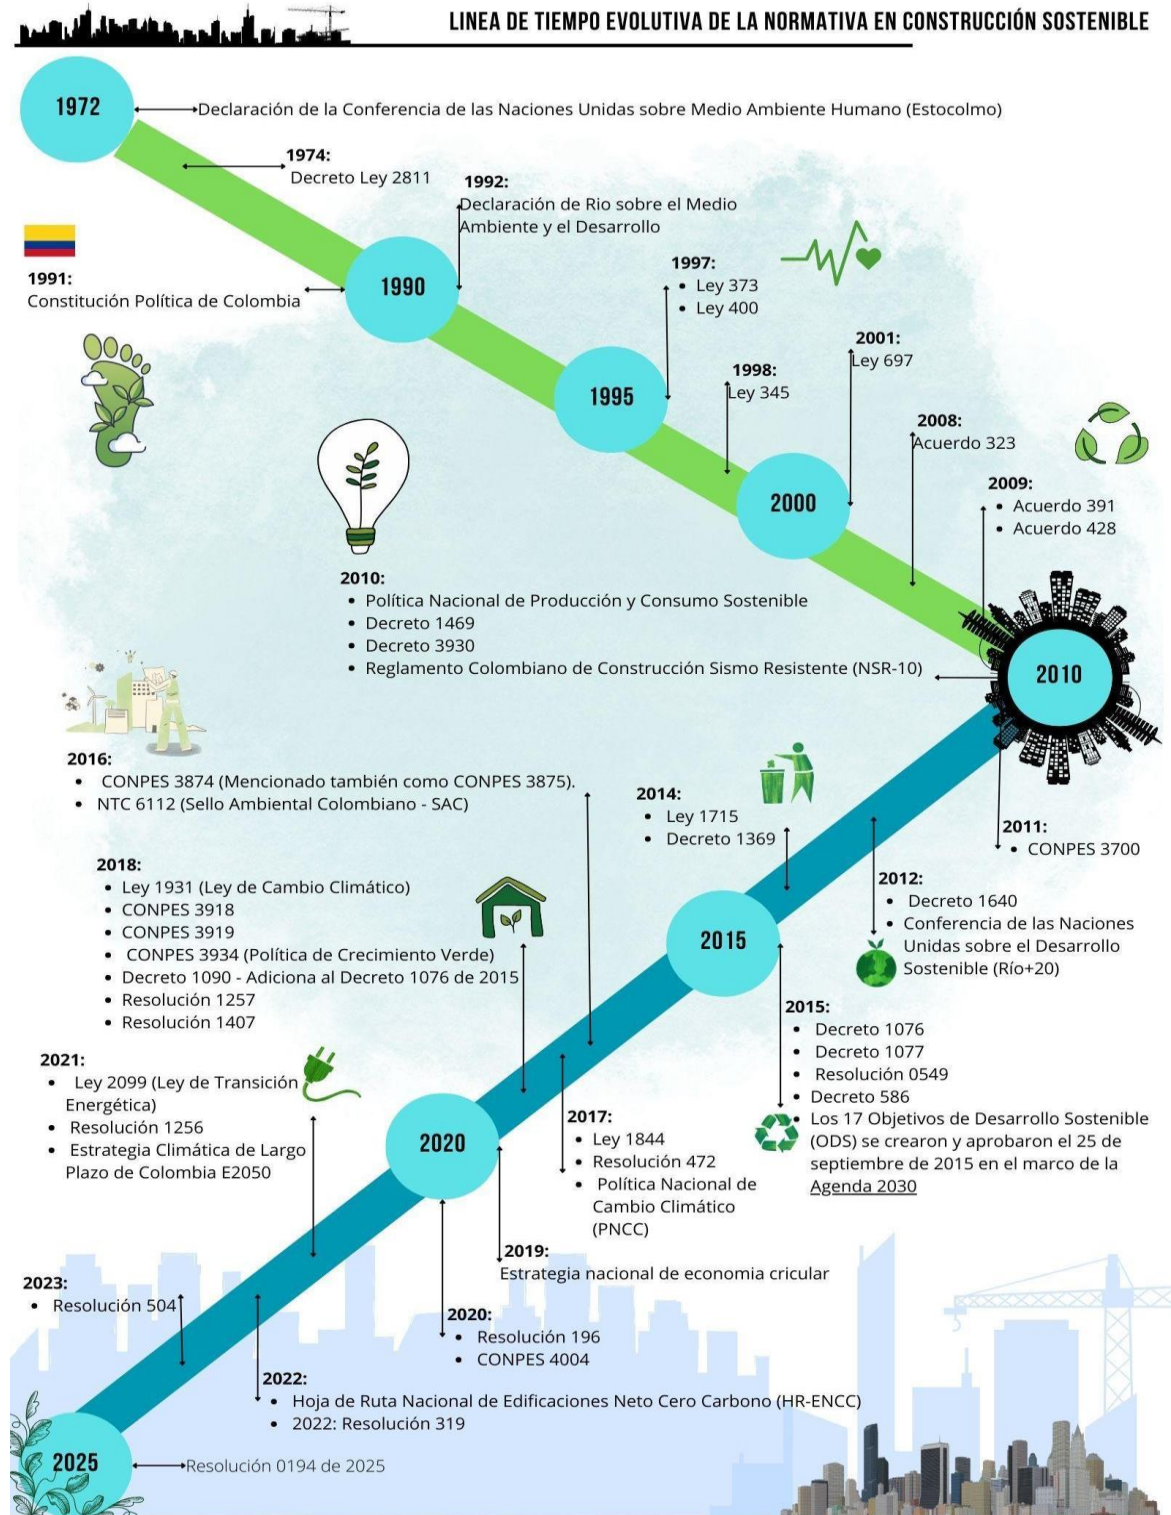 LINEA DE TIEMPO EVOLUTIVA DE LA NORMATIVA EN CONSTRUCCIÓN SOSTENIBLE
1972
Declaración de la Conferencia de las Naciones Unidas sobre Medio Ambiente Humano (Estocolmo)
1974:
Decreto Ley 2811
1992:
Declaración de Rio sobre el Medio
Ambiente y el Desarrollo
1991:
Constitución Política de Colombia
1990
1997:
• Ley 373
• Ley 400
1995
1998:
Ley 345
2001:
Ley 697
2000
2008:
Acuerdo 323
2009:
• Acuerdo 391
• Acuerdo 428
2010:
• Política Nacional de Producción y Consumo Sostenible
• Decreto 1469
• Decreto 3930
• Reglamento Colombiano de Construcción Sismo Resistente (NSR-10)
2010
2016:
• CONPES 3874 (Mencionado también como CONPES 3875).
• NTC 6112 (Sello Ambiental Colombiano - SAC)
2014:
• Ley 1715
• Decreto 1369
2011:
• CONPES 3700
2012:
• Decreto 1640
• Conferencia de las Naciones
Unidas sobre el Desarrollo
Sostenible (Río+20)
2018:
• Ley 1931 (Ley de Cambio Climático)
• CONPES 3918
• CONPES 3919
• CONPES 3934 (Política de Crecimiento Verde)
• Decreto 1090 - Adiciona al Decreto 1076 de 2015
• Resolución 1257
• Resolución 1407
2015
2015:
• Decreto 1076
• Decreto 1077
• Resolución 0549
• Decreto 586
• Los 17 Objetivos de Desarrollo Sostenible
(ODS) se crearon y aprobaron el 25 de
septiembre de 2015 en el marco de la
Agenda 2030
2021:
• Ley 2099 (Ley de Transición
Energética)
• Resolución 1256
• Estrategia Climática de Largo
Plazo de Colombia E2050
2020
2017:
• Ley 1844
• Resolución 472
• Política Nacional de
Cambio Climático
(PNCC)
2019:
Estrategia nacional de economia cricular
2023:
• Resolución 504
2020:
• Resolución 196
• CONPES 4004
2022:
• Hoja de Ruta Nacional de Edificaciones Neto Cero Carbono (HR-ENCC)
• 2022: Resolución 319
2025
Resolución 0194 de 2025